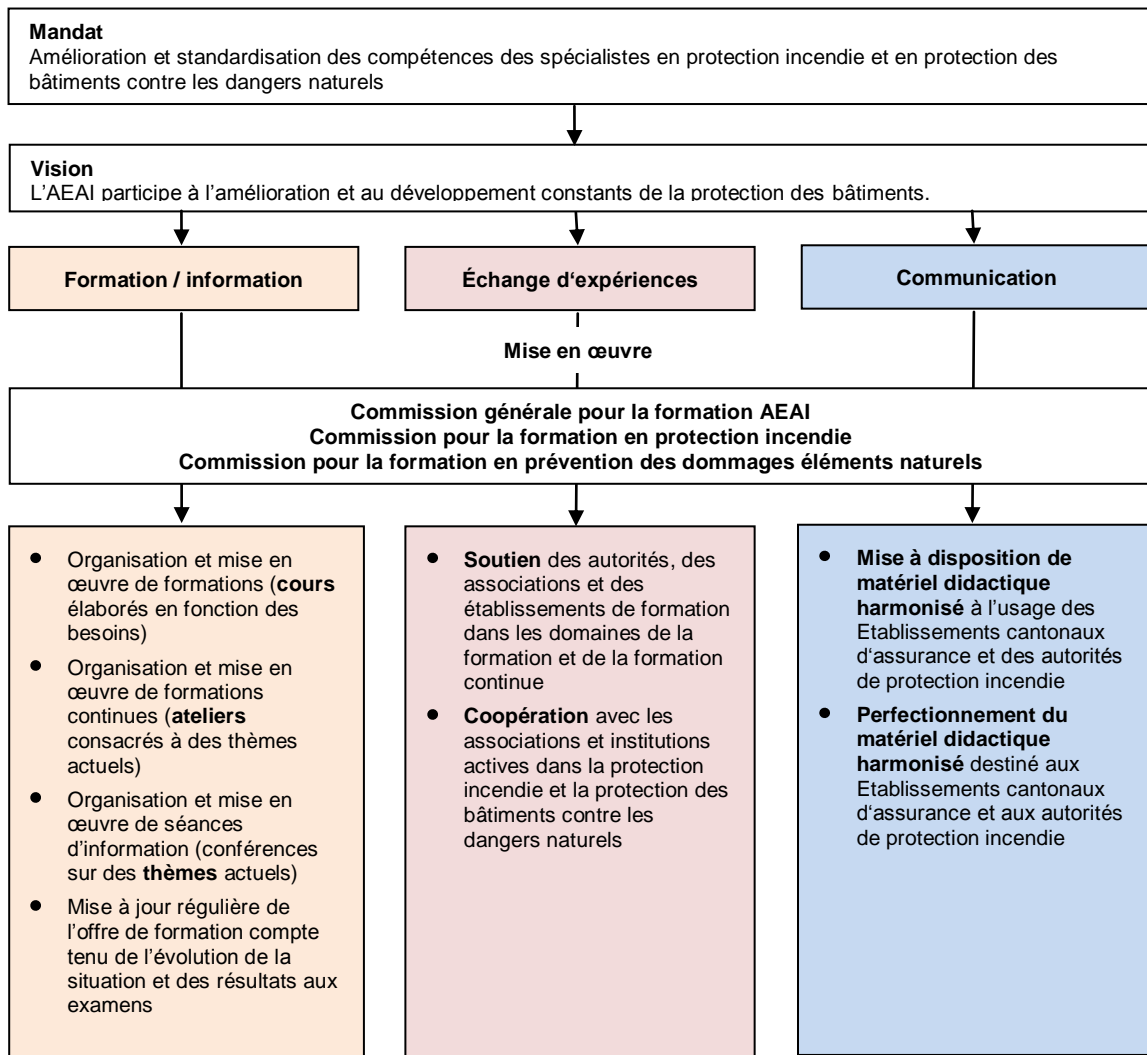 Mandat
Amélioration et standardisation des compétences des spécialistes en protection incendie et en protection des
bâtiments contre les dangers naturels
Vision
L'AEAI participe à l'amélioration et au développement constants de la protection des bâtiments.
Formation / information
Échange d'expériences
Communication
Mise en œuvre
Commission générale pour la formation AEAI
Commission pour la formation en protection incendie
Commission pour la formation en prévention des dommages éléments naturels
• Organisation et mise en
œuvre de formations (cours
élaborés en fonction des
besoins)
• Organisation et mise en
œuvre de formations
continues (ateliers
consacrés à des thèmes
actuels)
• Organisation et mise en
œuvre de séances
d'information (conférences
sur des thèmes actuels)
• Mise à jour régulière de
l'offre de formation compte
tenu de l'évolution de la
situation et des résultats aux
examens
• Soutien des autorités, des
associations et des
établissements de formation
dans les domaines de la
formation et de la formation
continue
• Coopération avec les
associations et institutions
actives dans la protection
incendie et la protection des
bâtiments contre les
dangers naturels
• Mise à disposition de
matériel didactique
harmonisé à l'usage des
Etablissements cantonaux
d'assurance et des autorités
de protection incendie
• Perfectionnement du
matériel didactique
harmonisé destiné aux
Etablissements cantonaux
d'assurance et aux autorités
de protection incendie